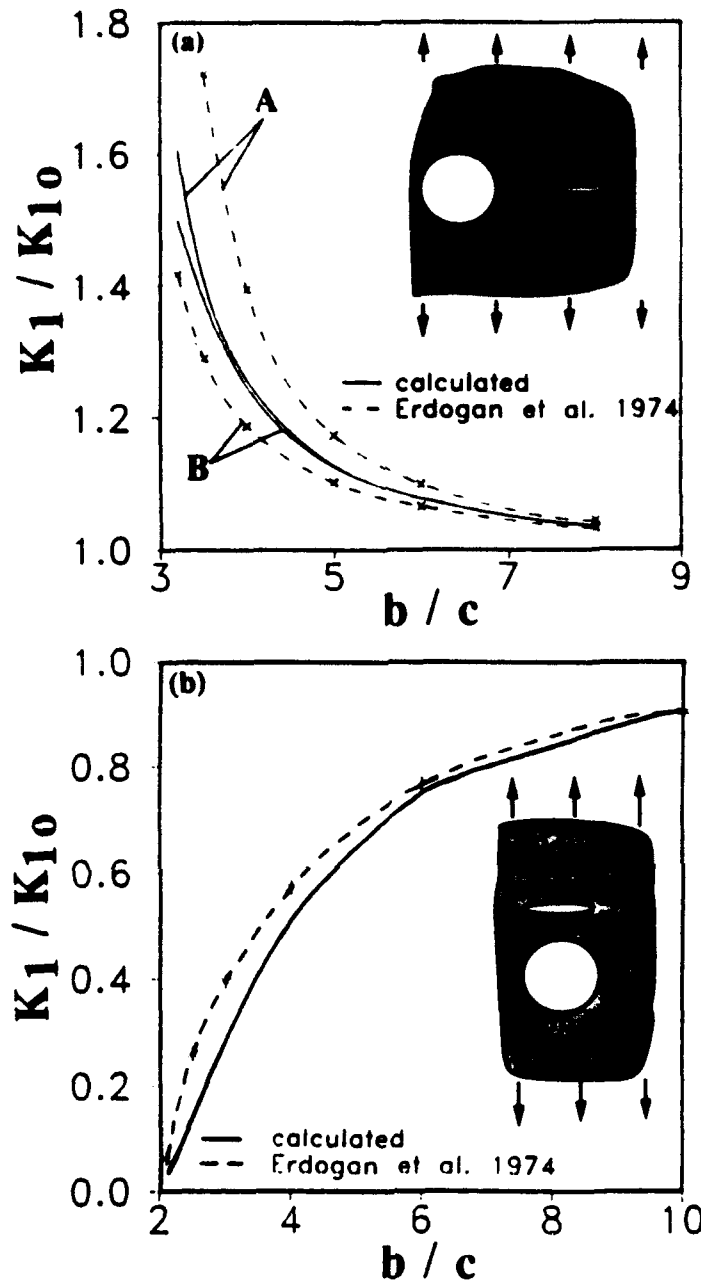 1.8
(a)
A
1.6
K1 / K1o
1.4
calculated
Erdogan et al. 1974
1.2
B
1.0
3 5 7 9
b / c
1.0
(b)
0.8
K1 / K1o
0.6
0.4
0.2
calculated
Erdogan et al. 1974
0.0
2 4 6 8 10
b / c